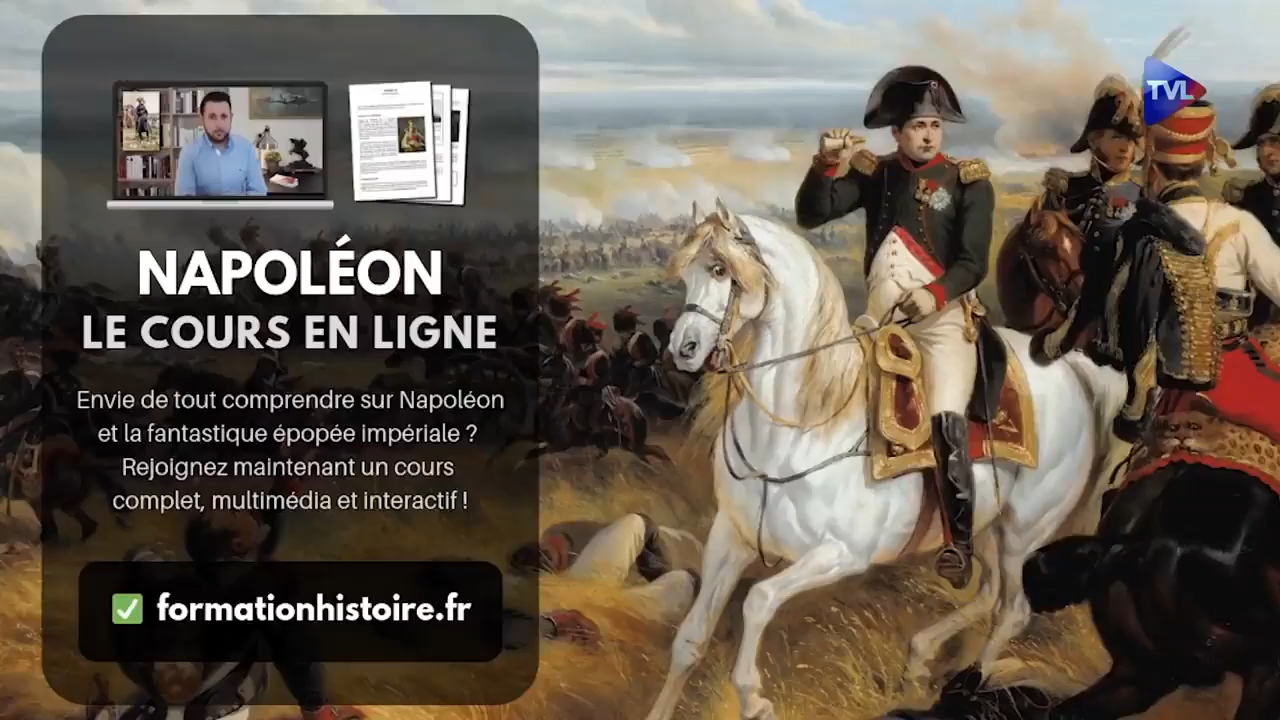 TVL
NAPOLÉON
LE COURS EN LIGNE
Envie de tout comprendre sur Napoléon
et la fantastique épopée impériale ?
Rejoignez maintenant un cours
complet, multimédia et interactif !
✅ formationhistoire.fr